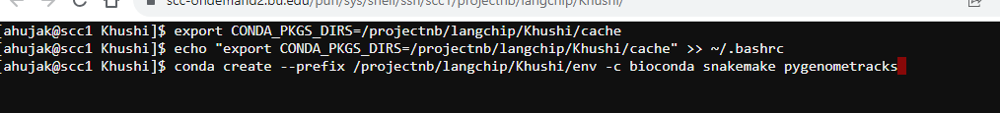 scc-ondemand2.bu.edu/pun/sys/shell/ssh/scc1/projectnb/langchip/Khushi/
[ahujak@scc1 Khushi]$ export CONDA_PKGS_DIRS=/projectnb/langchip/Khushi/cache
[ahujak@scc1 Khushi]$ echo "export CONDA_PKGS_DIRS=/projectnb/langchip/Khushi/cache" >> ~/.bashrc
[ahujak@scc1 Khushi]$ conda create --prefix /projectnb/langchip/Khushi/env -c bioconda snakemake pygenometracks